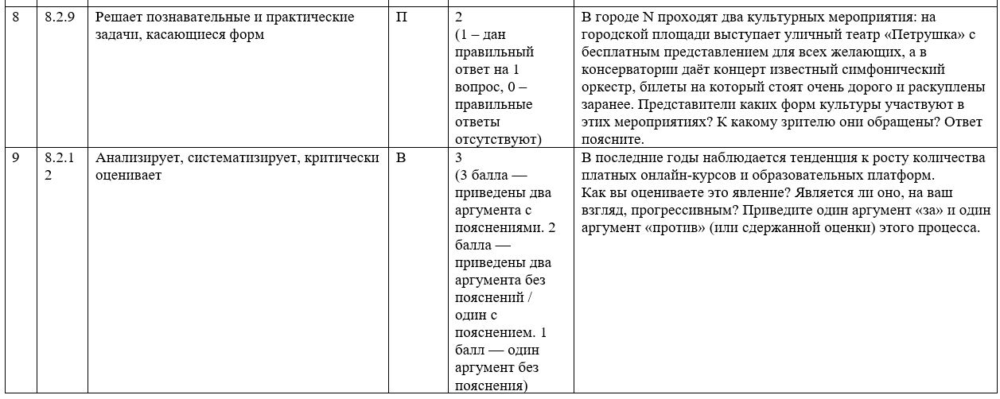 8
8.2.9
Решает познавательные и практические
задачи, касающиеся форм
П
2
(1 – дан
правильный
ответ на 1
вопрос, 0 –
правильные
ответы
отсутствуют)
В городе N проходят два культурных мероприятия: на
городской площади выступает уличный театр «Петрушка» с
бесплатным представлением для всех желающих, а в
консерватории даёт концерт известный симфонический
оркестр, билеты на который стоят очень дорого и раскуплены
заранее. Представители каких форм культуры участвуют в
этих мероприятиях? К какому зрителю они обращены? Ответ
поясните.
9
8.2.1
2
Анализирует, систематизирует, критически
оценивает
В
3
(3 балла —
приведены два
аргумента с
пояснениями. 2
балла —
приведены два
аргумента без
пояснений /
один с
пояснением. 1
балл — один
аргумент без
пояснения)
В последние годы наблюдается тенденция к росту количества
платных онлайн-курсов и образовательных платформ.
Как вы оцениваете это явление? Является ли оно, на ваш
взгляд, прогрессивным? Приведите один аргумент «за» и один
аргумент «против» (или сдержанной оценки) этого процесса.